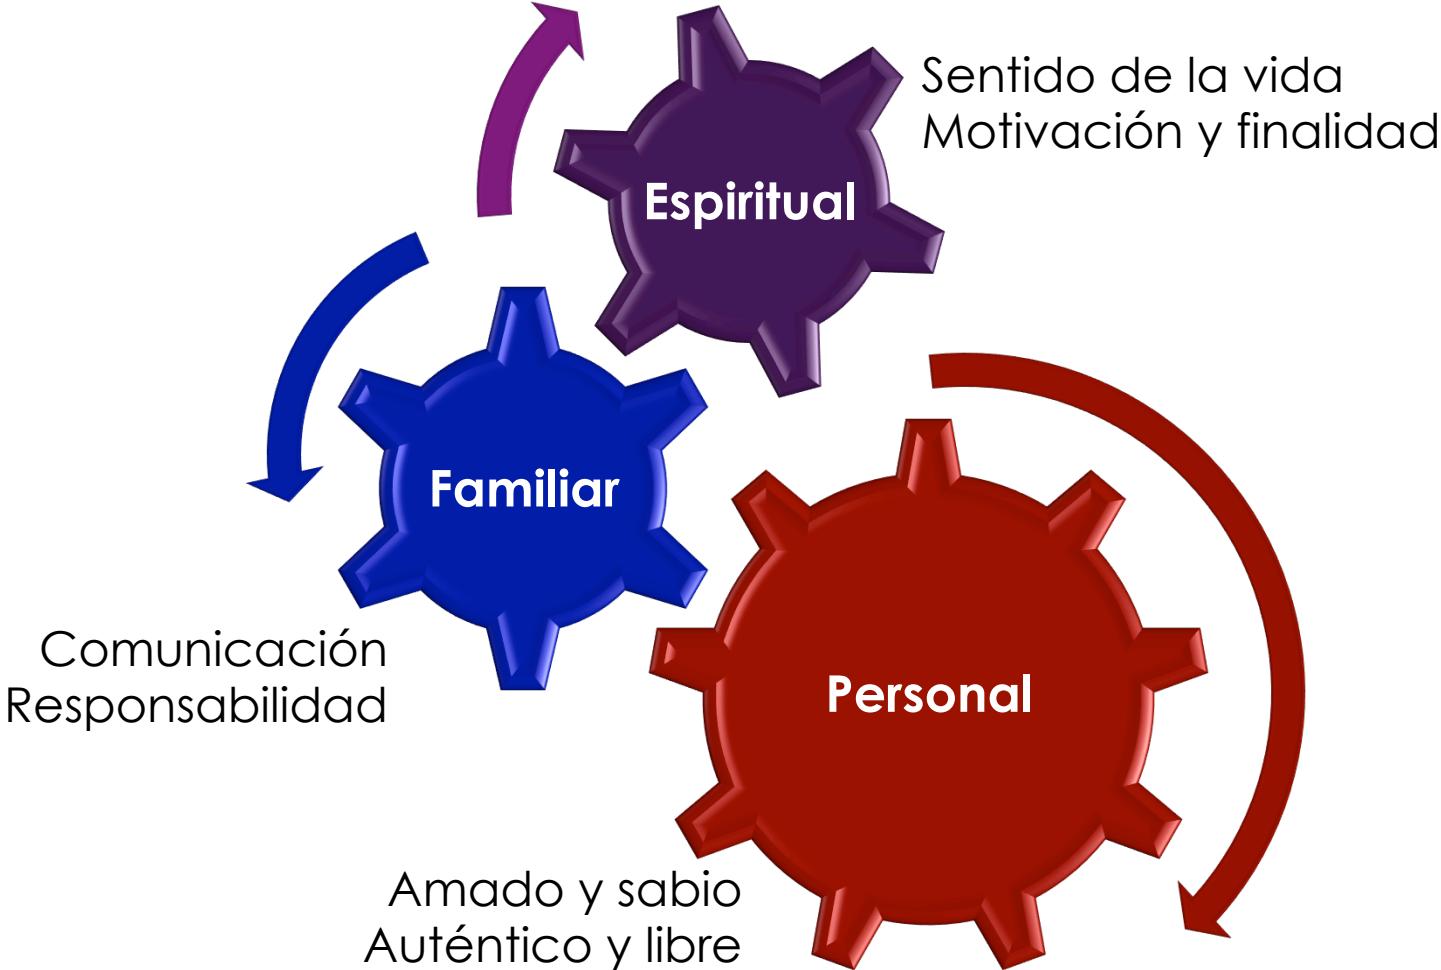 Sentido de la vida
Motivación y finalidad
Espiritual
Familiar
Comunicación
Responsabilidad
Personal
Amado y sabio
Auténtico y libre